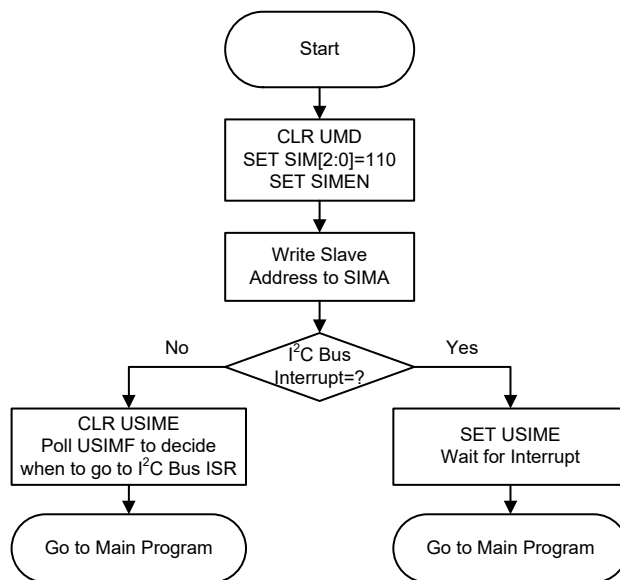 Start
CLR UMD
SET SIM[2:0]=110
SET SIMEN
Write Slave
Address to SIMA
No
I²C Bus
Interrupt=?
Yes
CLR USIME
Poll USIMF to decide
when to go to I²C Bus ISR
SET USIME
Wait for Interrupt
Go to Main Program
Go to Main Program